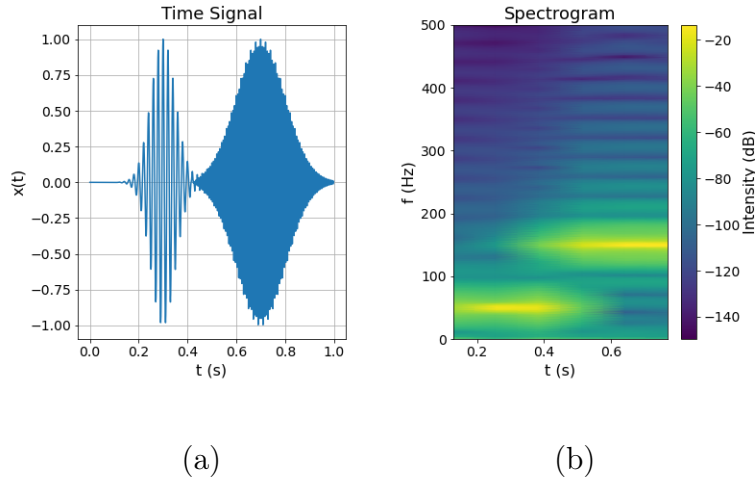 Time Signal
1.00
0.75
0.50
0.25
0.00
−0.25
−0.50
−0.75
−1.00
x(t)
0.0 0.2 0.4 0.6 0.8 1.0
t (s)
(a)
Spectrogram
500
400
300
200
100
0
f (Hz)
0.2 0.4 0.6
t (s)
−20
−40
−60
−80
−100
−120
−140
Intensity (dB)
(b)